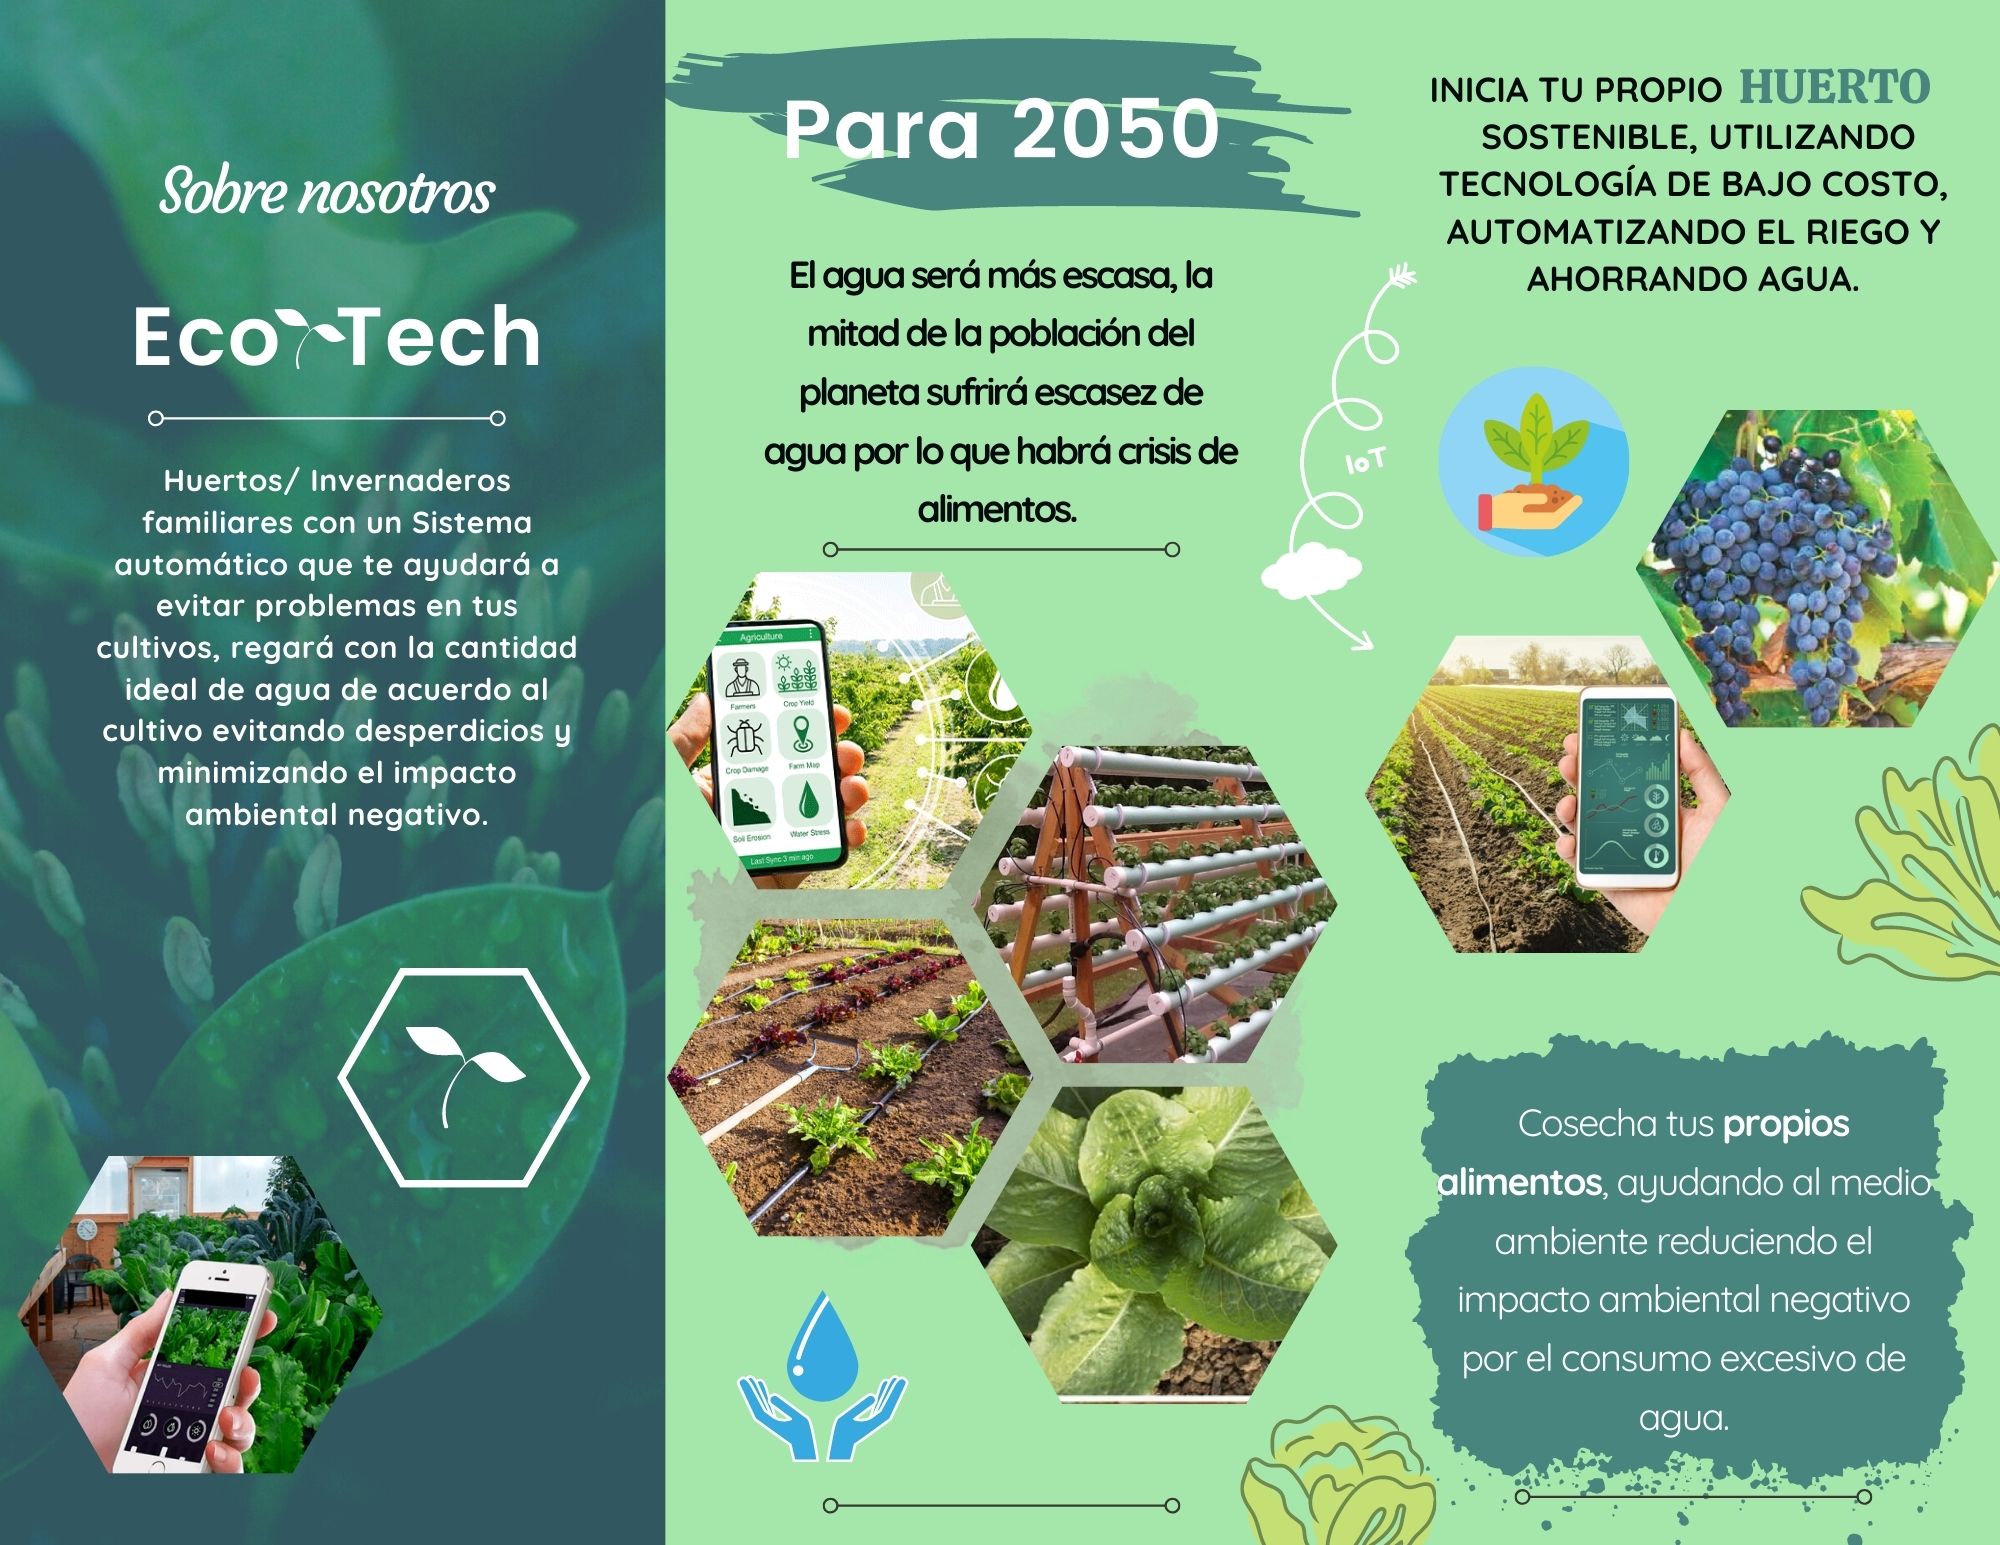 Sobre nosotros
Eco Tech
Huertos/ Invernaderos
familiares con un Sistema
automático que te ayudará a
evitar problemas en tus
cultivos, regará con la cantidad
ideal de agua de acuerdo al
cultivo evitando desperdicios y
minimizando el impacto
ambiental negativo.
Para 2050
El agua será más escasa, la
mitad de la población del
planeta sufrirá escasez de
agua por lo que habrá crisis de
alimentos.
Agriculture
Farmers
Crop Yield
Crop Damage
Farm Map
Soil Erosion
Water Stress
Last Sync 3 min ago
INICIA TU PROPIO HUERTO
SOSTENIBLE, UTILIZANDO
TECNOLOGÍA DE BAJO COSTO,
AUTOMATIZANDO EL RIEGO Y
AHORRANDO AGUA.
IoT
Cosecha tus propios
alimentos, ayudando al medio
ambiente reduciendo el
impacto ambiental negativo
por el consumo excesivo de
agua.